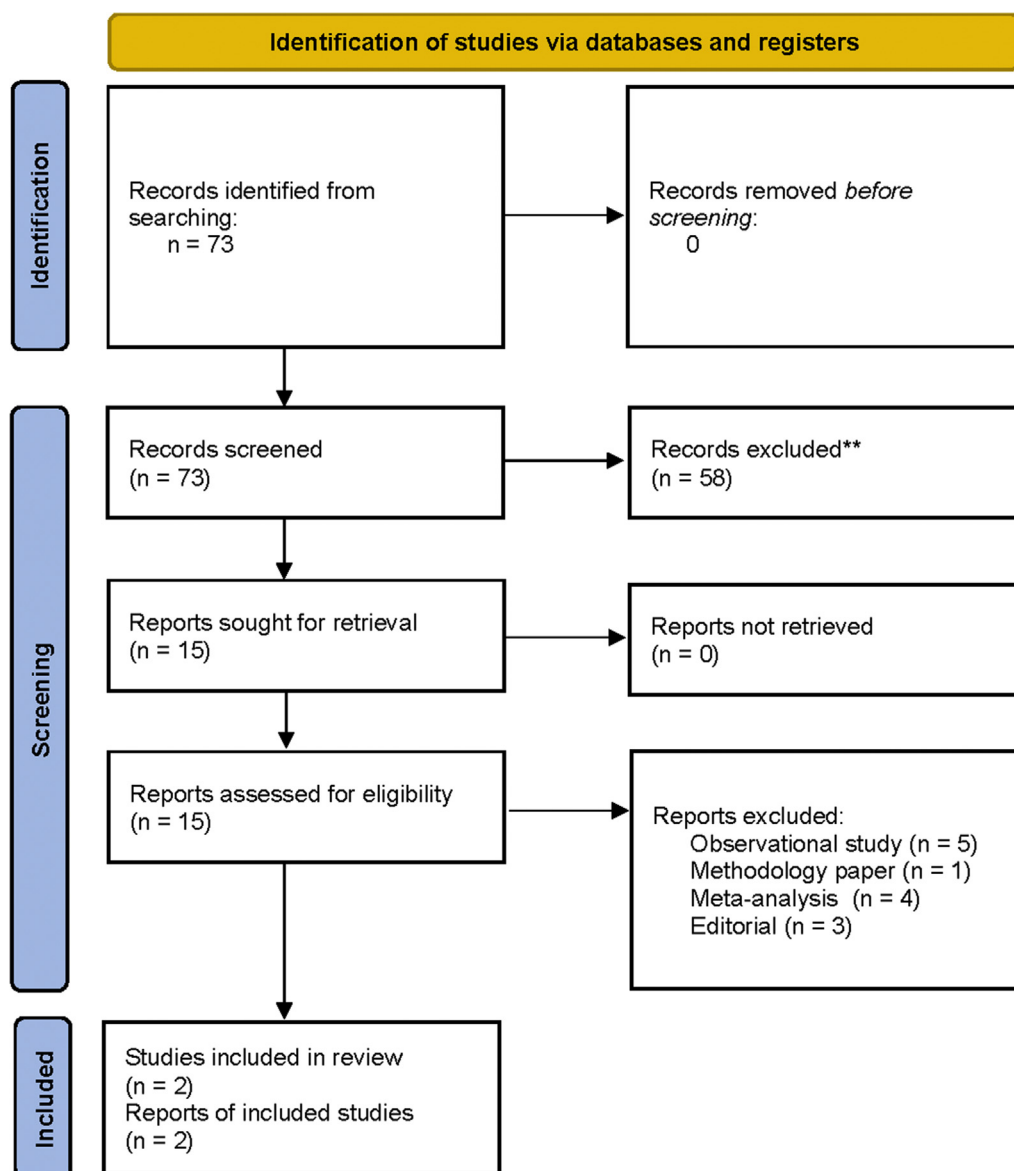 Identification of studies via databases and registers
Identification
Records identified from
searching:
n = 73
Records removed before
screening:
0
Screening
Records screened
(n = 73)
Records excluded**
(n = 58)
Reports sought for retrieval
(n = 15)
Reports not retrieved
(n = 0)
Reports assessed for eligibility
(n = 15)
Reports excluded:
Observational study (n = 5)
Methodology paper (n = 1)
Meta-analysis (n = 4)
Editorial (n = 3)
Included
Studies included in review
(n = 2)
Reports of included studies
(n = 2)